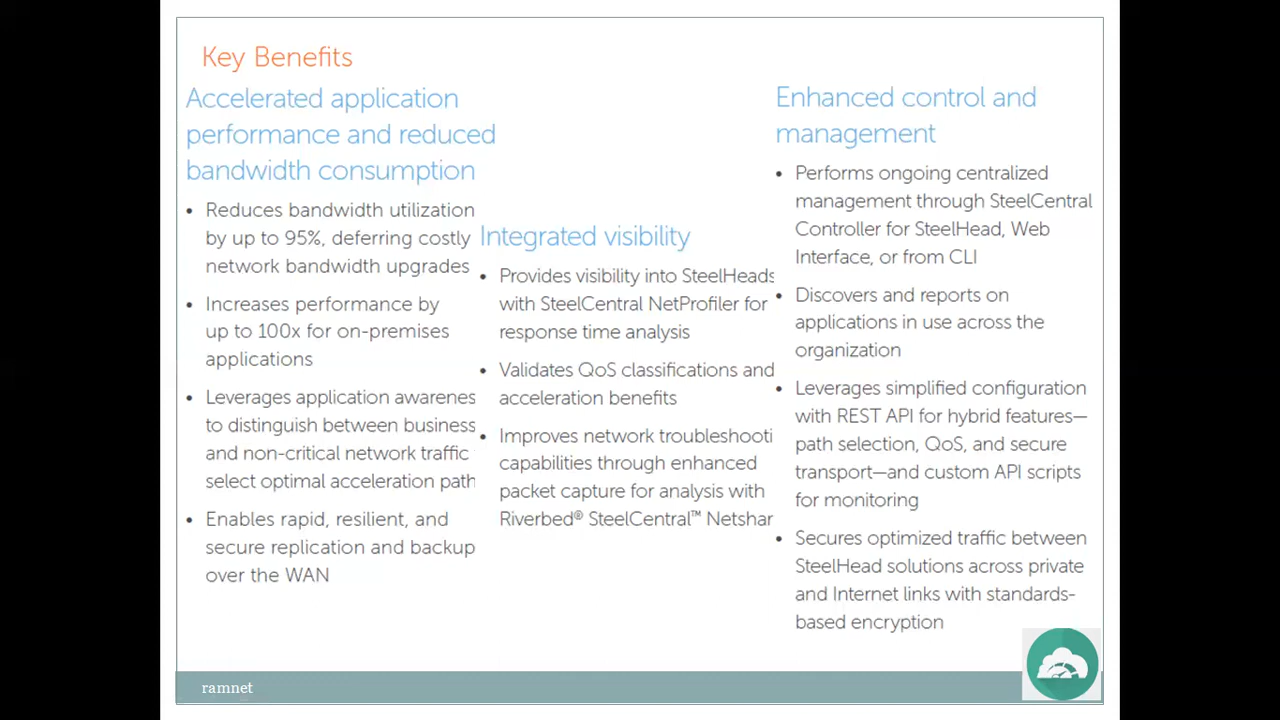 Key Benefits
Accelerated application
performance and reduced
bandwidth consumption
• Reduces bandwidth utilization
by up to 95%, deferring costly
network bandwidth upgrades
• Increases performance by
up to 100x for on-premises
applications
• Leverages application awarenes
to distinguish between business
and non-critical network traffic
select optimal acceleration path
• Enables rapid, resilient, and
secure replication and backup
over the WAN
Integrated visibility
• Provides visibility into SteelHeads
with SteelCentral NetProfiler for
response time analysis
• Validates QoS classifications and
acceleration benefits
• Improves network troubleshooti
capabilities through enhanced
packet capture for analysis with
Riverbed® SteelCentral™ Netshar
Enhanced control and
management
• Performs ongoing centralized
management through SteelCentral
Controller for SteelHead, Web
Interface, or from CLI
• Discovers and reports on
applications in use across the
organization
• Leverages simplified configuration
with REST API for hybrid features—
path selection, QoS, and secure
transport—and custom API scripts
for monitoring
• Secures optimized traffic between
SteelHead solutions across private
and Internet links with standards-
based encryption
ramnet